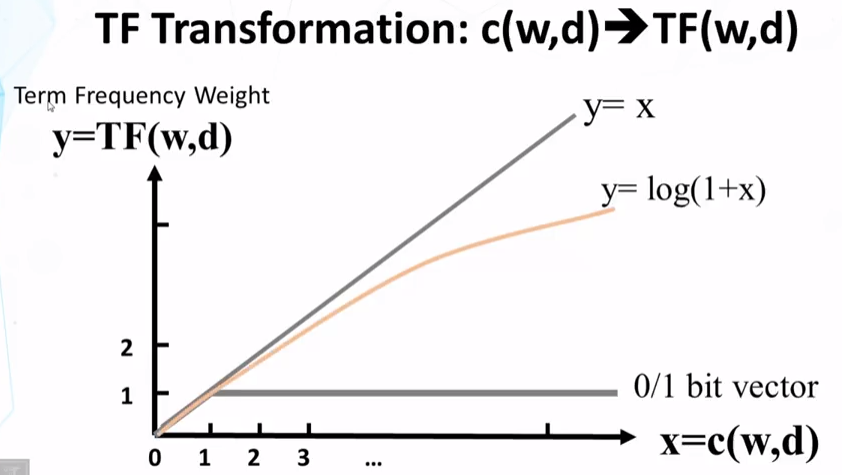 TF Transformation: c(w,d)➔TF(w,d)
Term Frequency Weight
y=TF(w,d)
y= x
y= log(1+x)
2
1
0/1 bit vector
x=c(w,d)
0 1 2 3 ...